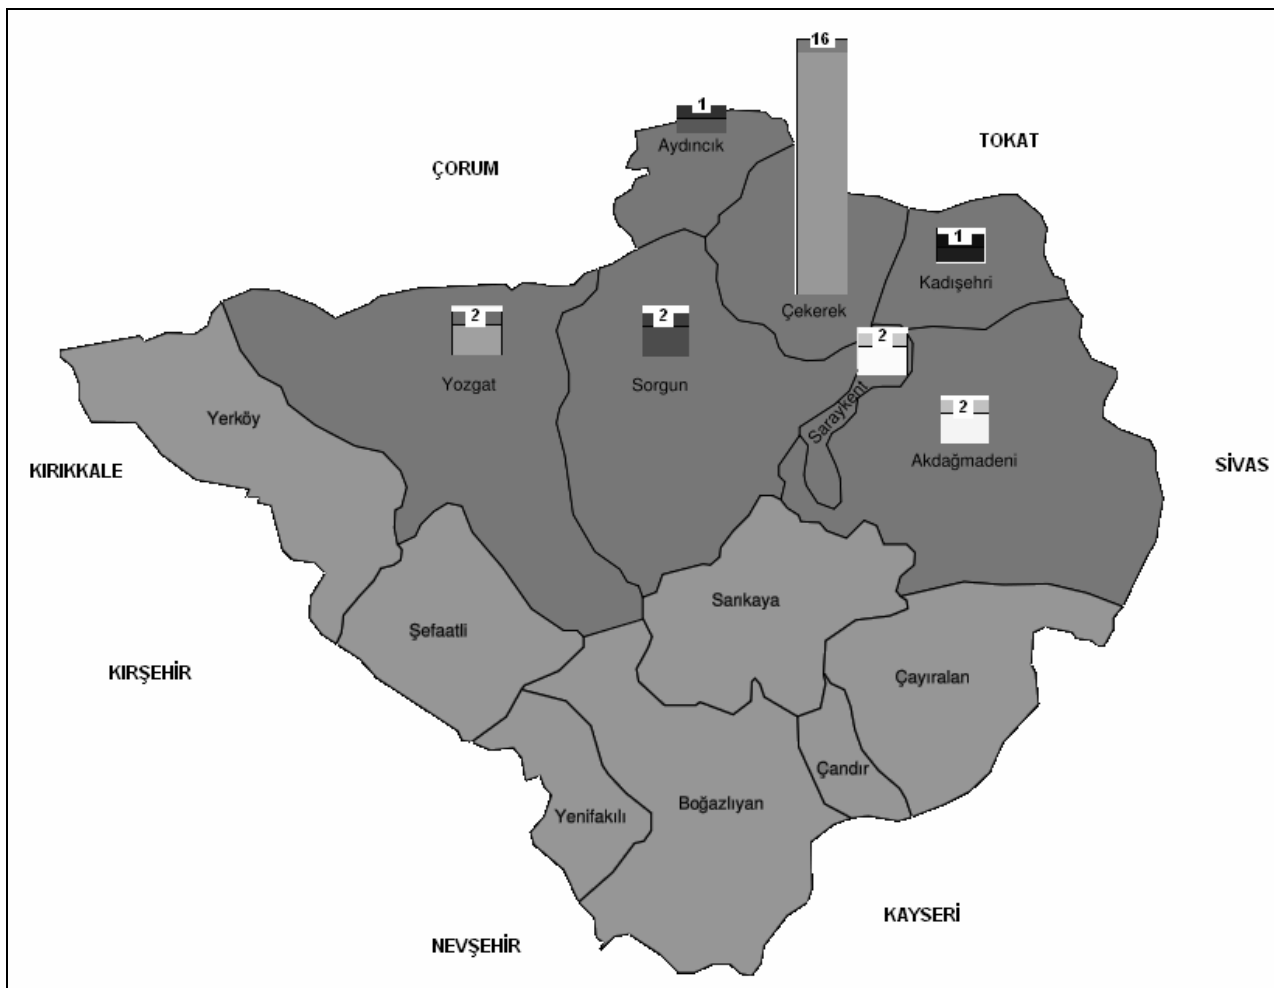 16
1
Aydıncık
TOKAT
ÇORUM
1
Kadışehri
Çekerek
2
Yozgat
2
Sorgun
2
Saraykent
2
Akdağmadeni
Yerköy
KIRIKKALE
SİVAS
Sarıkaya
Şefaatli
KIRŞEHİR
Çayıralan
Çandır
Boğazlıyan
Yenifakılı
KAYSERİ
NEVŞEHİR